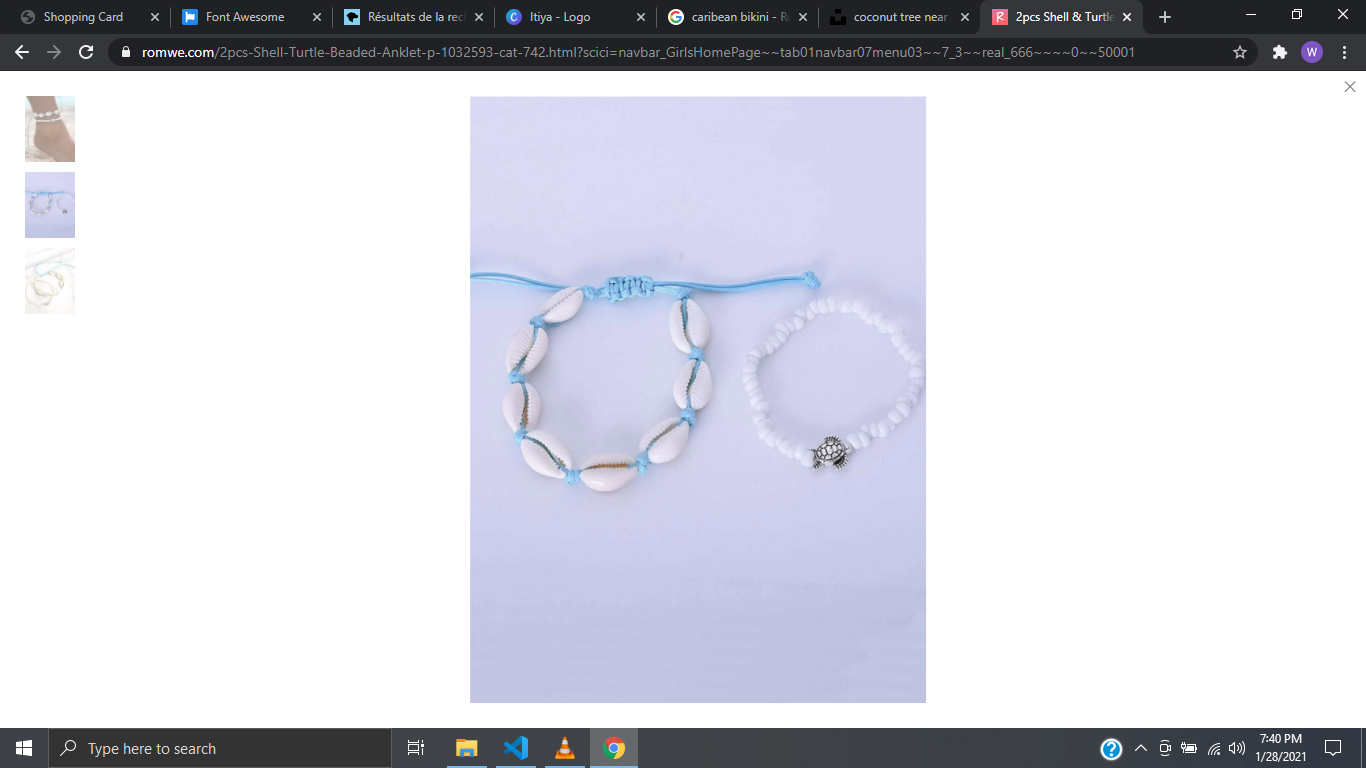 Shopping Card
Font Awesome
Résultats de la rec
Itiya - Logo
caribean bikini - R
coconut tree near
2pcs Shell & Turtle
romwe.com/2pcs-Shell-Turtle-Beaded-Anklet-p-1032593-cat-742.html?scici=navbar_GirlsHomePage~~tab01navbar07menu03~~7_3~~real_666~~~~0~~50001
W
Type here to search
7:40 PM
1/28/2021